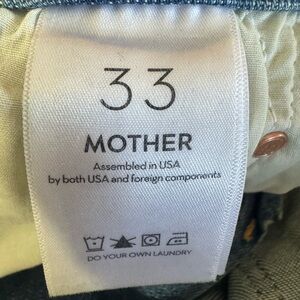 33
MOTHER
Assembled in USA
by both USA and foreign components
DO YOUR OWN LAUNDRY